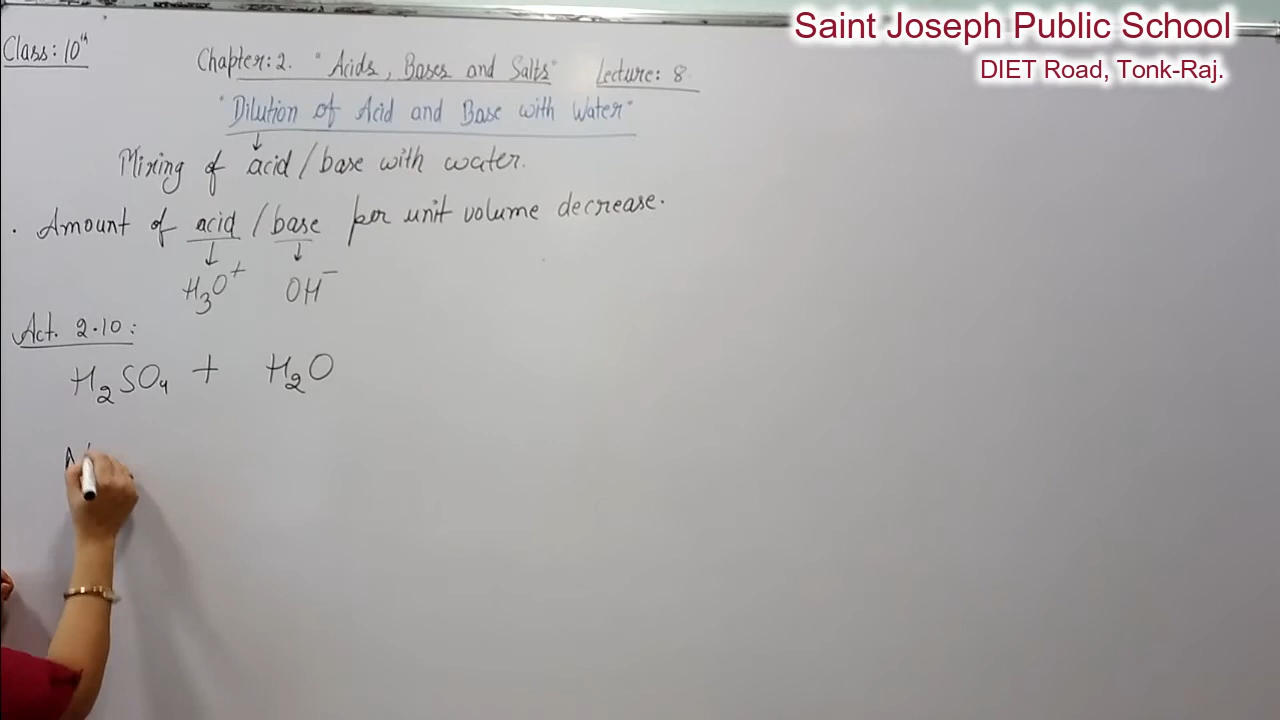 Saint Joseph Public School
DIET Road, Tonk-Raj.
Class: 10th
Chapter: 2. "Acids, Bases and Salts" Lecture: 8
"Dilution of Acid and Base with Water"
↓
Mixing of acid / base with water.
. Amount of acid / base per unit volume decrease.
↓ ↓
H₃O⁺ OH⁻
Act. 2.10:
H₂SO₄ + H₂O